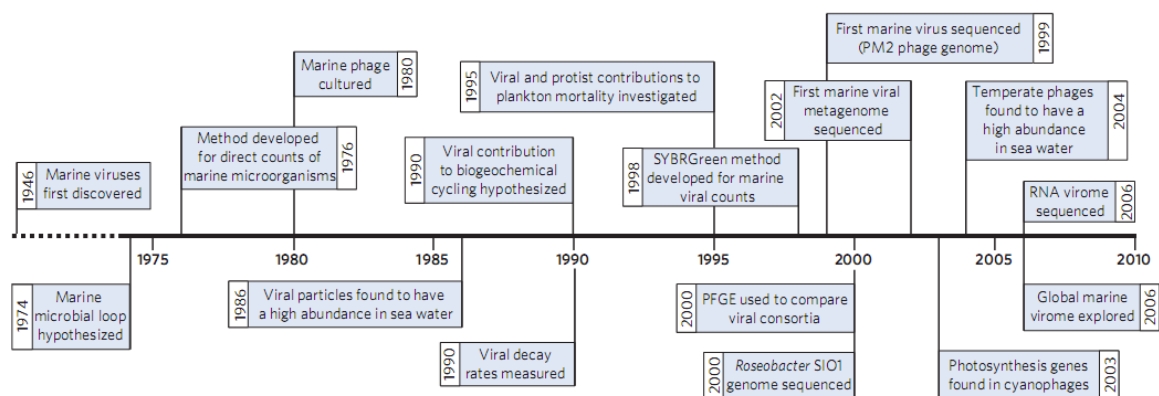 First marine virus sequenced
(PM2 phage genome)
1999
Marine phage
cultured
1980
1995
Viral and protist contributions to
plankton mortality investigated
2002
First marine viral
metagenome
sequenced
Temperate phages
found to have a
high abundance
in sea water
2004
Method developed
for direct counts of
marine microorganisms
1976
1990
Viral contribution
to biogeochemical
cycling hypothesized
1998
SYBRGreen method
developed for marine
viral counts
1946
Marine viruses
first discovered
RNA virome
sequenced
2006
1975
1980
1985
1990
1995
2000
2005
2010
1974
Marine
microbial loop
hypothesized
1986
Viral particles found to have
a high abundance in sea water
2000
PFGE used to compare
viral consortia
Global marine
virome explored
2006
1990
Viral decay
rates measured
2000
Roseobacter SIO1
genome sequenced
Photosynthesis genes
found in cyanophages
2003